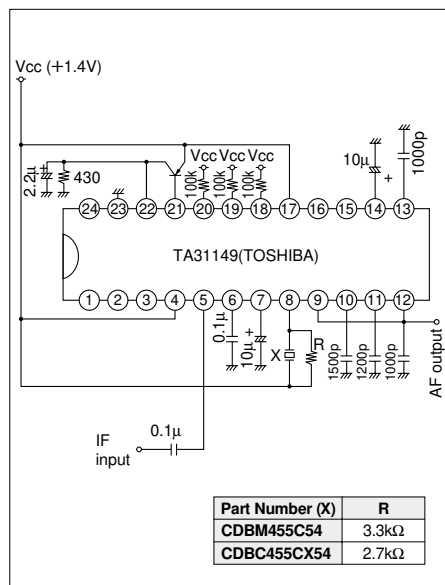 Vcc (+1.4V)
Vcc Vcc Vcc
2.2μ +
430
100k
100k
100k
10μ
+
1000p
24 23 22 21 20 19 18 17 16 15 14 13
TA31149(TOSHIBA)
1 2 3 4 5 6 7 8 9 10 11 12
0.1μ
10μ +
X
R
1500p
1200p
1000p
AF output
0.1μ
IF
input
Part Number (X) R
CDBM455C54 3.3kΩ
CDBC455CX54 2.7kΩ